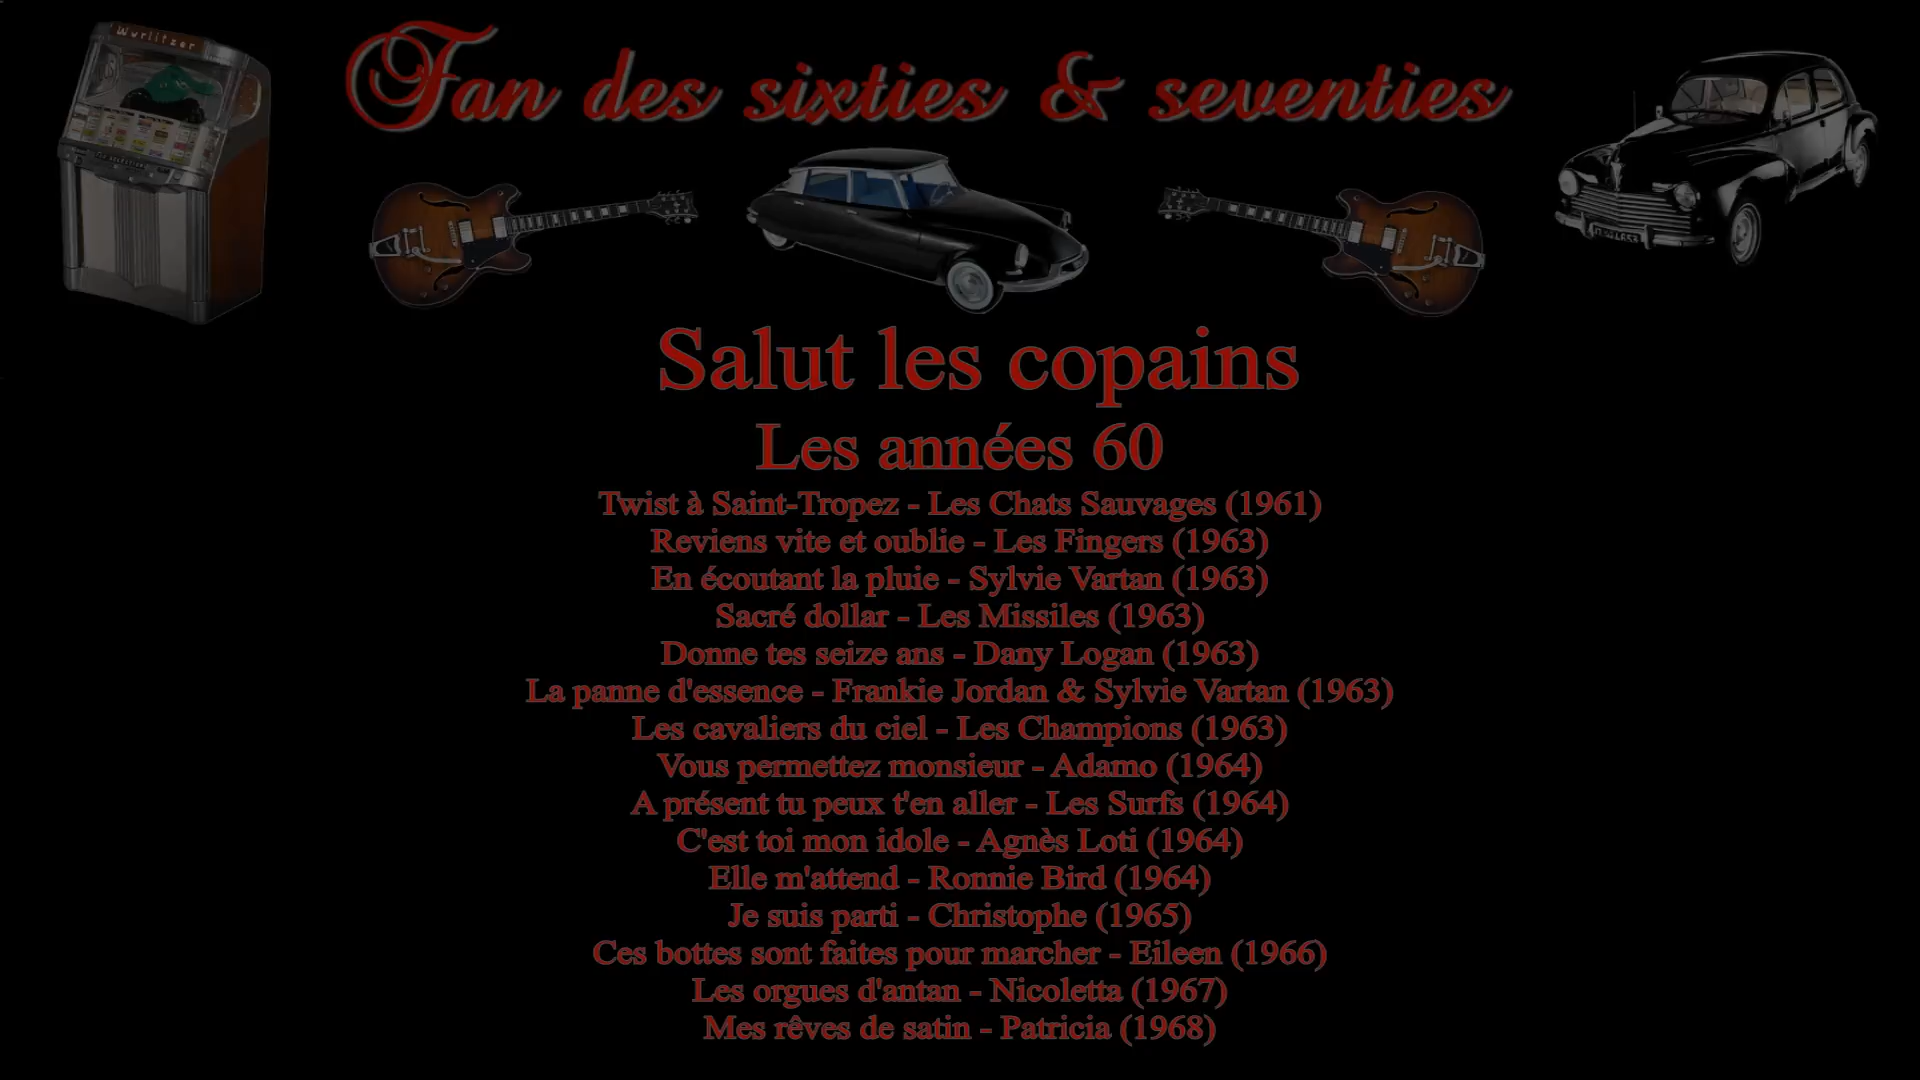 Wurlitzer
Fan des sixties & seventies
Salut les copains
Les années 60
Twist à Saint-Tropez - Les Chats Sauvages (1961)
Reviens vite et oublie - Les Fingers (1963)
En écoutant la pluie - Sylvie Vartan (1963)
Sacré dollar - Les Missiles (1963)
Donne tes seize ans - Dany Logan (1963)
La panne d'essence - Frankie Jordan & Sylvie Vartan (1963)
Les cavaliers du ciel - Les Champions (1963)
Vous permettez monsieur - Adamo (1964)
A présent tu peux t'en aller - Les Surfs (1964)
C'est toi mon idole - Agnès Loti (1964)
Elle m'attend - Ronnie Bird (1964)
Je suis parti - Christophe (1965)
Ces bottes sont faites pour marcher - Eileen (1966)
Les orgues d'antan - Nicoletta (1967)
Mes rêves de satin - Patricia (1968)